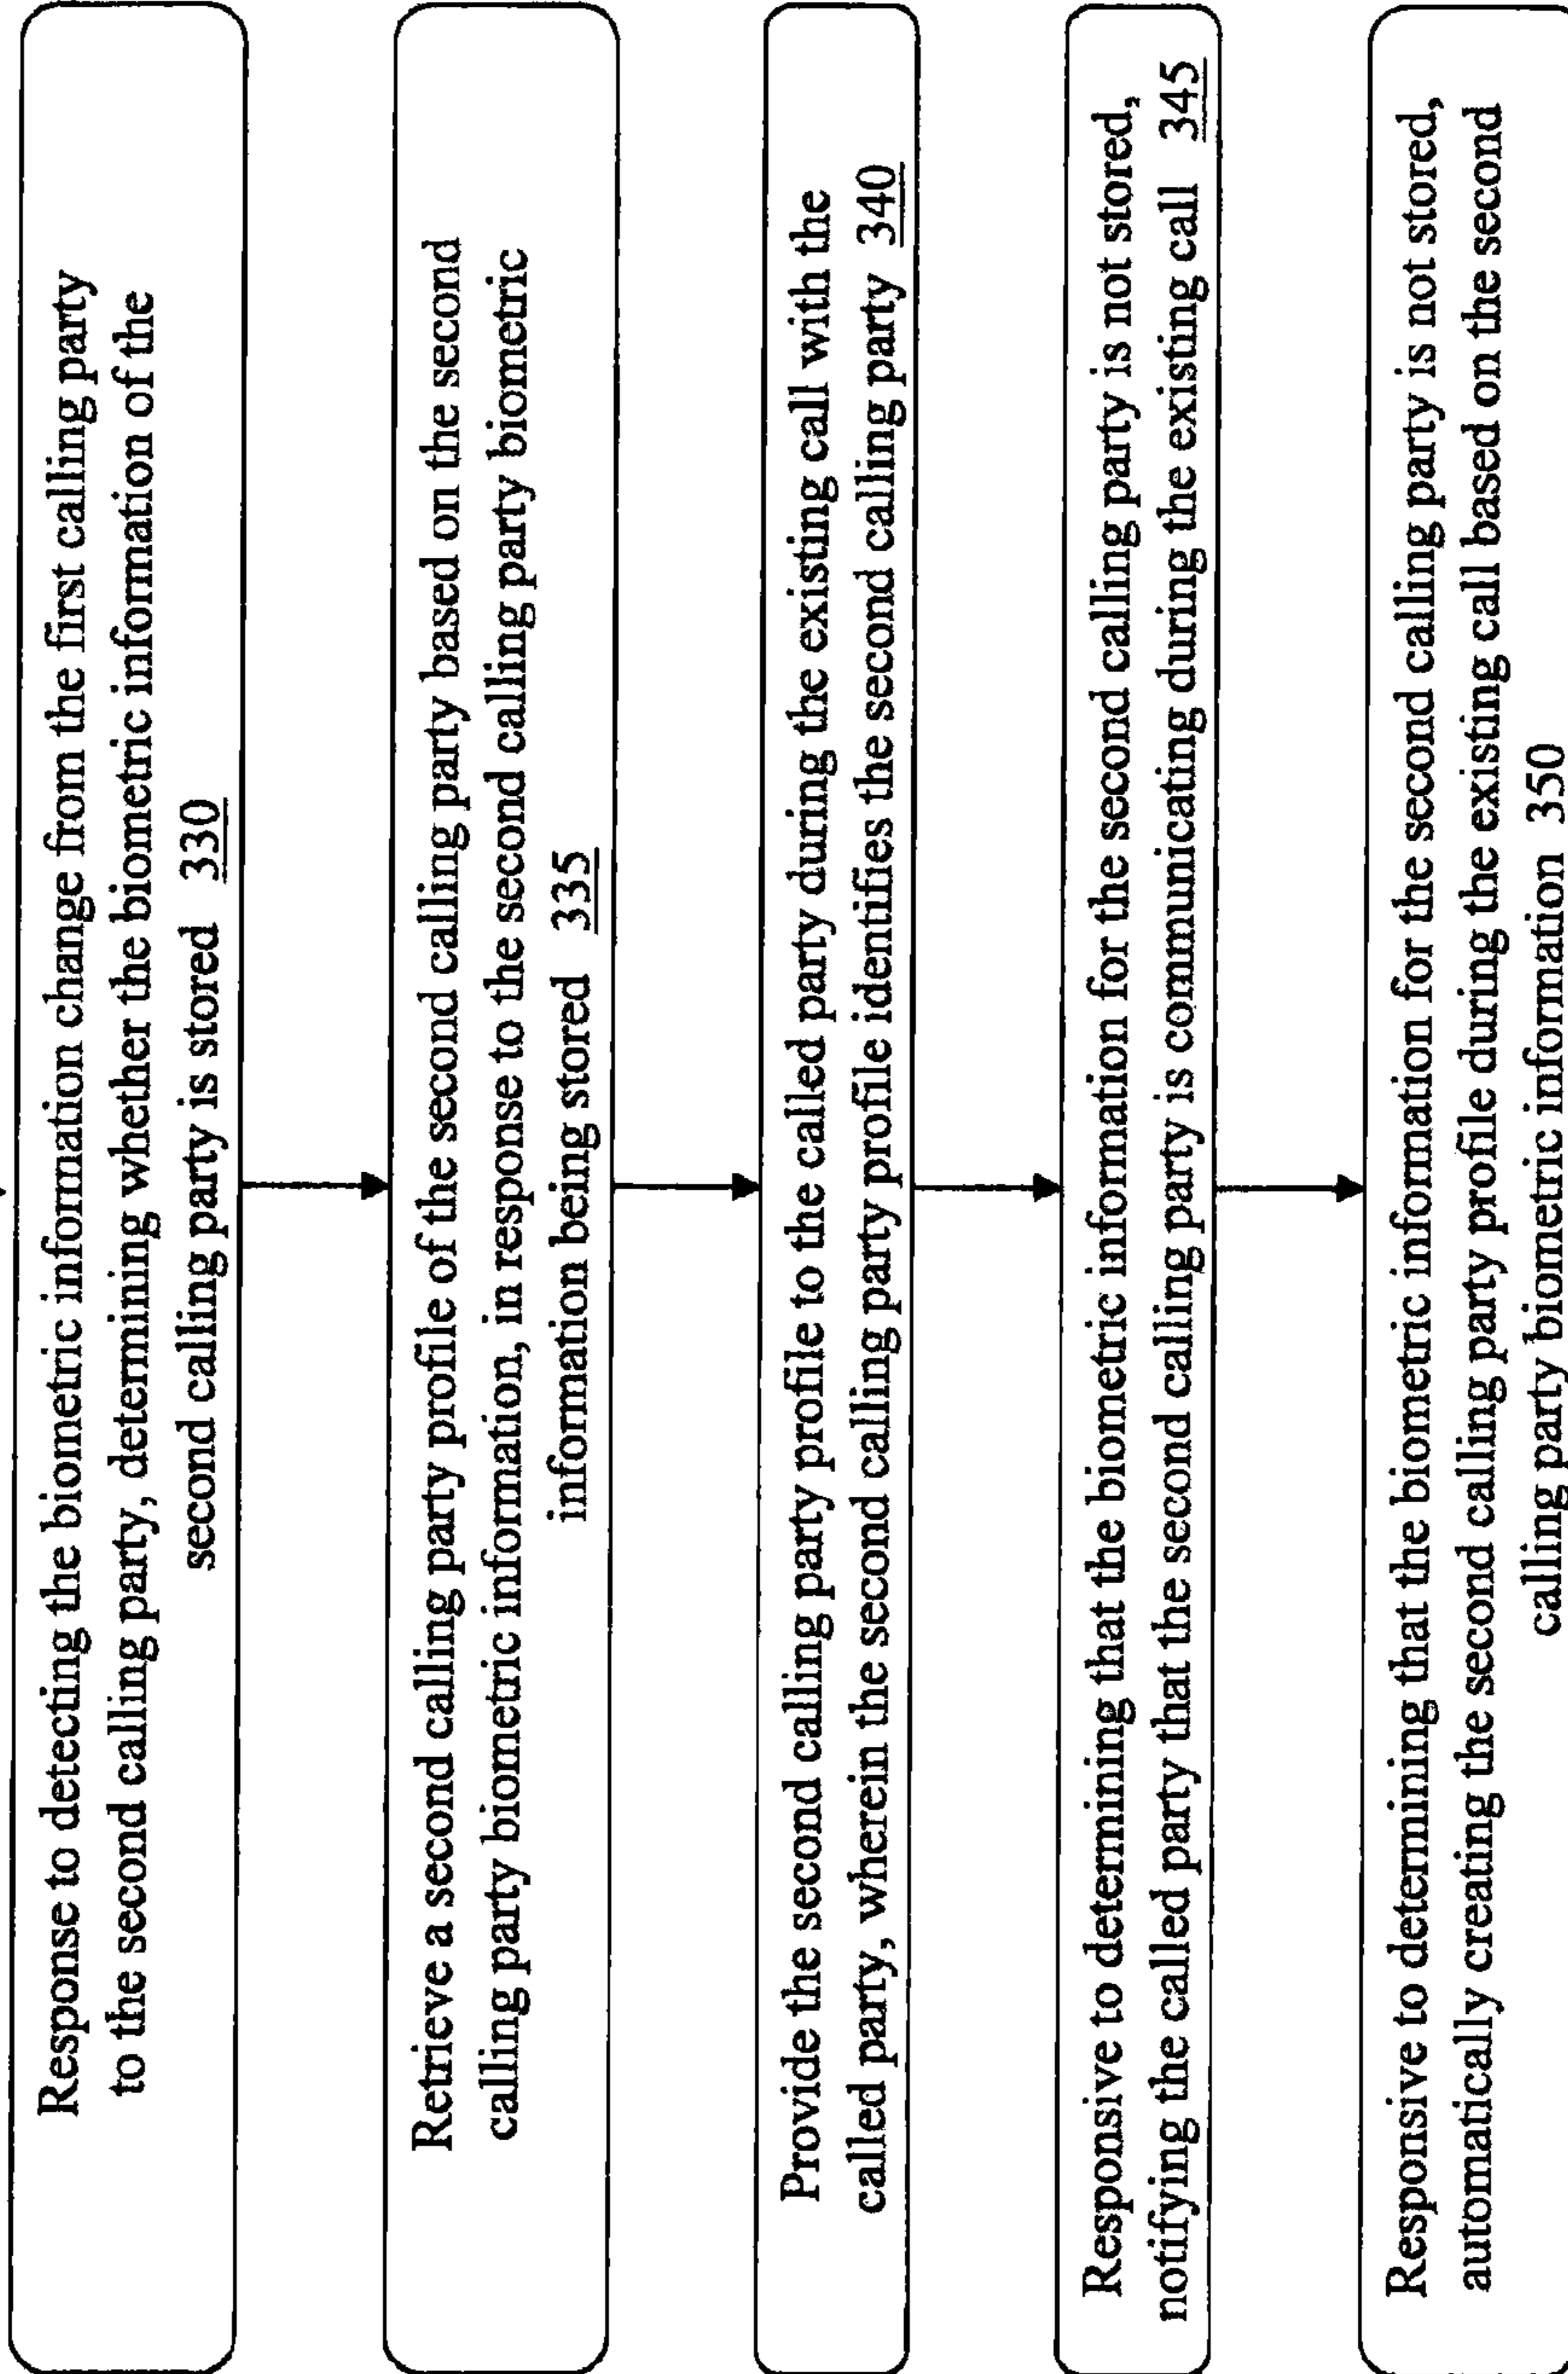 Response to detecting the biometric information change from the first calling party
to the second calling party, determining whether the biometric information of the
second calling party is stored 330
Retrieve a second calling party profile of the second calling party based on the second
calling party biometric information, in response to the second calling party biometric
information being stored 335
Provide the second calling party profile to the called party during the existing call with the
called party, wherein the second calling party profile identifies the second calling party 340
Responsive to determining that the biometric information for the second calling party is not stored,
notifying the called party that the second calling party is communicating during the existing call 345
Responsive to determining that the biometric information for the second calling party is not stored,
automatically creating the second calling party profile during the existing call based on the second
calling party biometric information 350